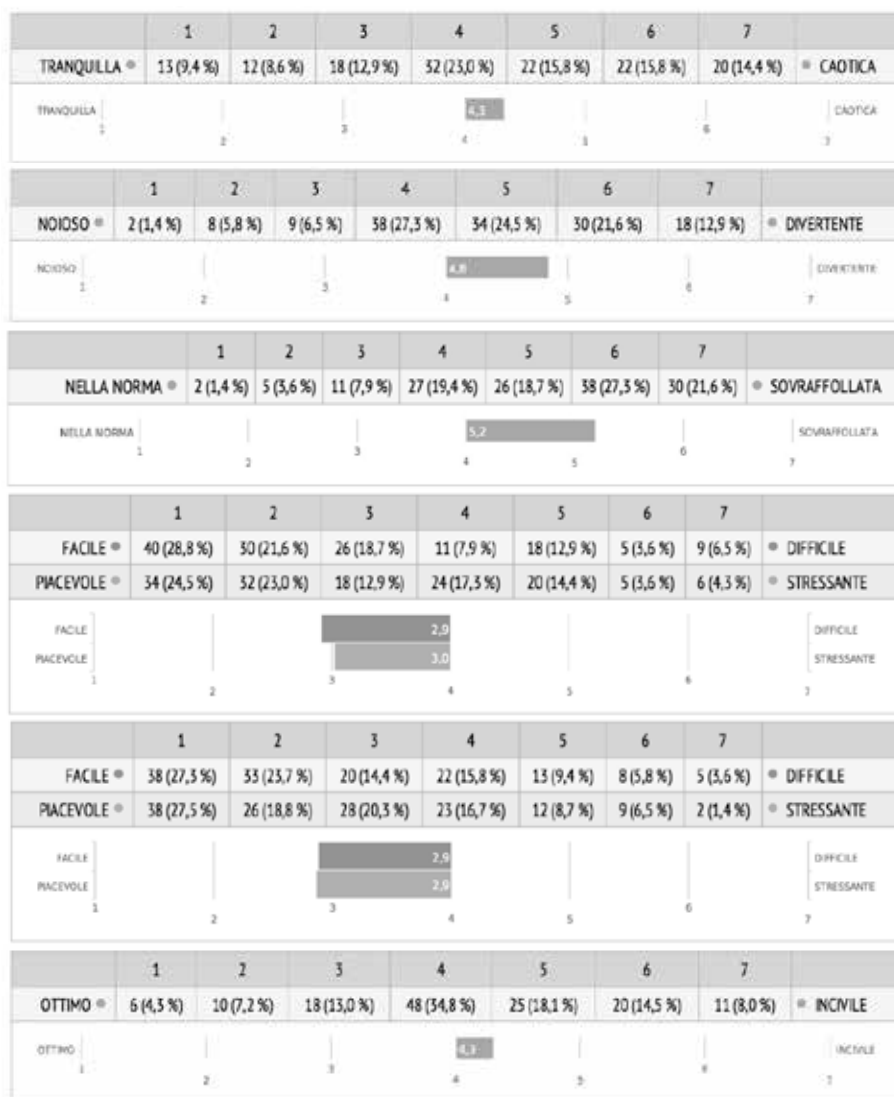 1 2 3 4 5 6 7
TRANQUILLA 13 (9,4 %) 12 (8,6 %) 18 (12,9 %) 32 (23,0 %) 22 (15,8 %) 22 (15,8 %) 20 (14,4 %) CAOTICA
TRANQUILLA 4,3 CAOTICA
1 2 3 4 5 6 7
1 2 3 4 5 6 7
NOIOSO 2 (1,4 %) 8 (5,8 %) 9 (6,5 %) 38 (27,3 %) 34 (24,5 %) 30 (21,6 %) 18 (12,9 %) DIVERTENTE
NOIOSO 4,8 DIVERTENTE
1 2 3 4 5 6 7
1 2 3 4 5 6 7
NELLA NORMA 2 (1,4 %) 5 (3,6 %) 11 (7,9 %) 27 (19,4 %) 26 (18,7 %) 38 (27,3 %) 30 (21,6 %) SOVRAFFOLLATA
NELLA NORMA 5,2 SOVRAFFOLLATA
1 2 3 4 5 6 7
1 2 3 4 5 6 7
FACILE 40 (28,8 %) 30 (21,6 %) 26 (18,7 %) 11 (7,9 %) 18 (12,9 %) 5 (3,6 %) 9 (6,5 %) DIFFICILE
PIACEVOLE 34 (24,5 %) 32 (23,0 %) 18 (12,9 %) 24 (17,3 %) 20 (14,4 %) 5 (3,6 %) 6 (4,3 %) STRESSANTE
FACILE 2,9 DIFFICILE
PIACEVOLE 3,0 STRESSANTE
1 2 3 4 5 6 7
1 2 3 4 5 6 7
FACILE 38 (27,3 %) 33 (23,7 %) 20 (14,4 %) 22 (15,8 %) 13 (9,4 %) 8 (5,8 %) 5 (3,6 %) DIFFICILE
PIACEVOLE 38 (27,5 %) 26 (18,8 %) 28 (20,3 %) 23 (16,7 %) 12 (8,7 %) 9 (6,5 %) 2 (1,4 %) STRESSANTE
FACILE 2,9 DIFFICILE
PIACEVOLE 2,9 STRESSANTE
1 2 3 4 5 6 7
1 2 3 4 5 6 7
OTTIMO 6 (4,3 %) 10 (7,2 %) 18 (13,0 %) 48 (34,8 %) 25 (18,1 %) 20 (14,5 %) 11 (8,0 %) INCIVILE
OTTIMO 4,3 INCIVILE
1 2 3 4 5 6 7